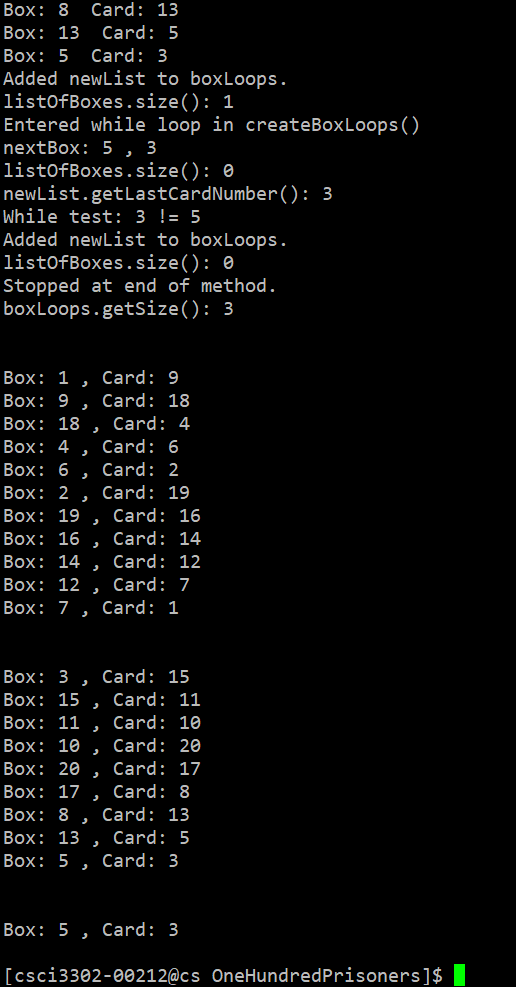 Box: 8  Card: 13
Box: 13  Card: 5
Box: 5  Card: 3
Added newList to boxLoops.
listOfBoxes.size(): 1
Entered while loop in createBoxLoops()
nextBox: 5 , 3
listOfBoxes.size(): 0
newList.getLastCardNumber(): 3
While test: 3 != 5
Added newList to boxLoops.
listOfBoxes.size(): 0
Stopped at end of method.
boxLoops.getSize(): 3
Box: 1 , Card: 9
Box: 9 , Card: 18
Box: 18 , Card: 4
Box: 4 , Card: 6
Box: 6 , Card: 2
Box: 2 , Card: 19
Box: 19 , Card: 16
Box: 16 , Card: 14
Box: 14 , Card: 12
Box: 12 , Card: 7
Box: 7 , Card: 1
Box: 3 , Card: 15
Box: 15 , Card: 11
Box: 11 , Card: 10
Box: 10 , Card: 20
Box: 20 , Card: 17
Box: 17 , Card: 8
Box: 8 , Card: 13
Box: 13 , Card: 5
Box: 5 , Card: 3
Box: 5 , Card: 3
[csci3302-00212@cs OneHundredPrisoners]$